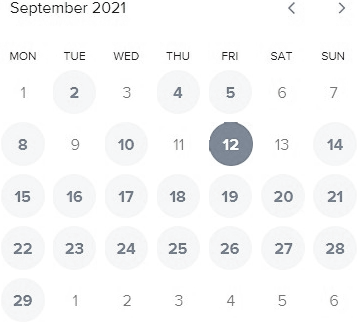 September 2021
MON TUE WED THU FRI SAT SUN
1 2 3 4 5 6 7
8 9 10 11 12 13 14
15 16 17 18 19 20 21
22 23 24 25 26 27 28
29 1 2 3 4 5 6